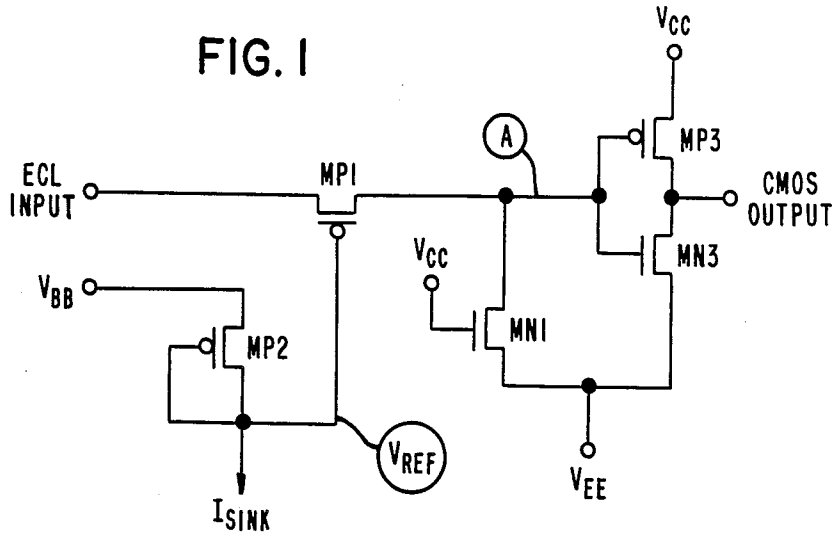 FIG. 1
VCC
A
MP3
MP1
ECL
INPUT
CMOS
OUTPUT
VCC
MN3
VBB
MP2
MN1
VREF
VEE
ISINK